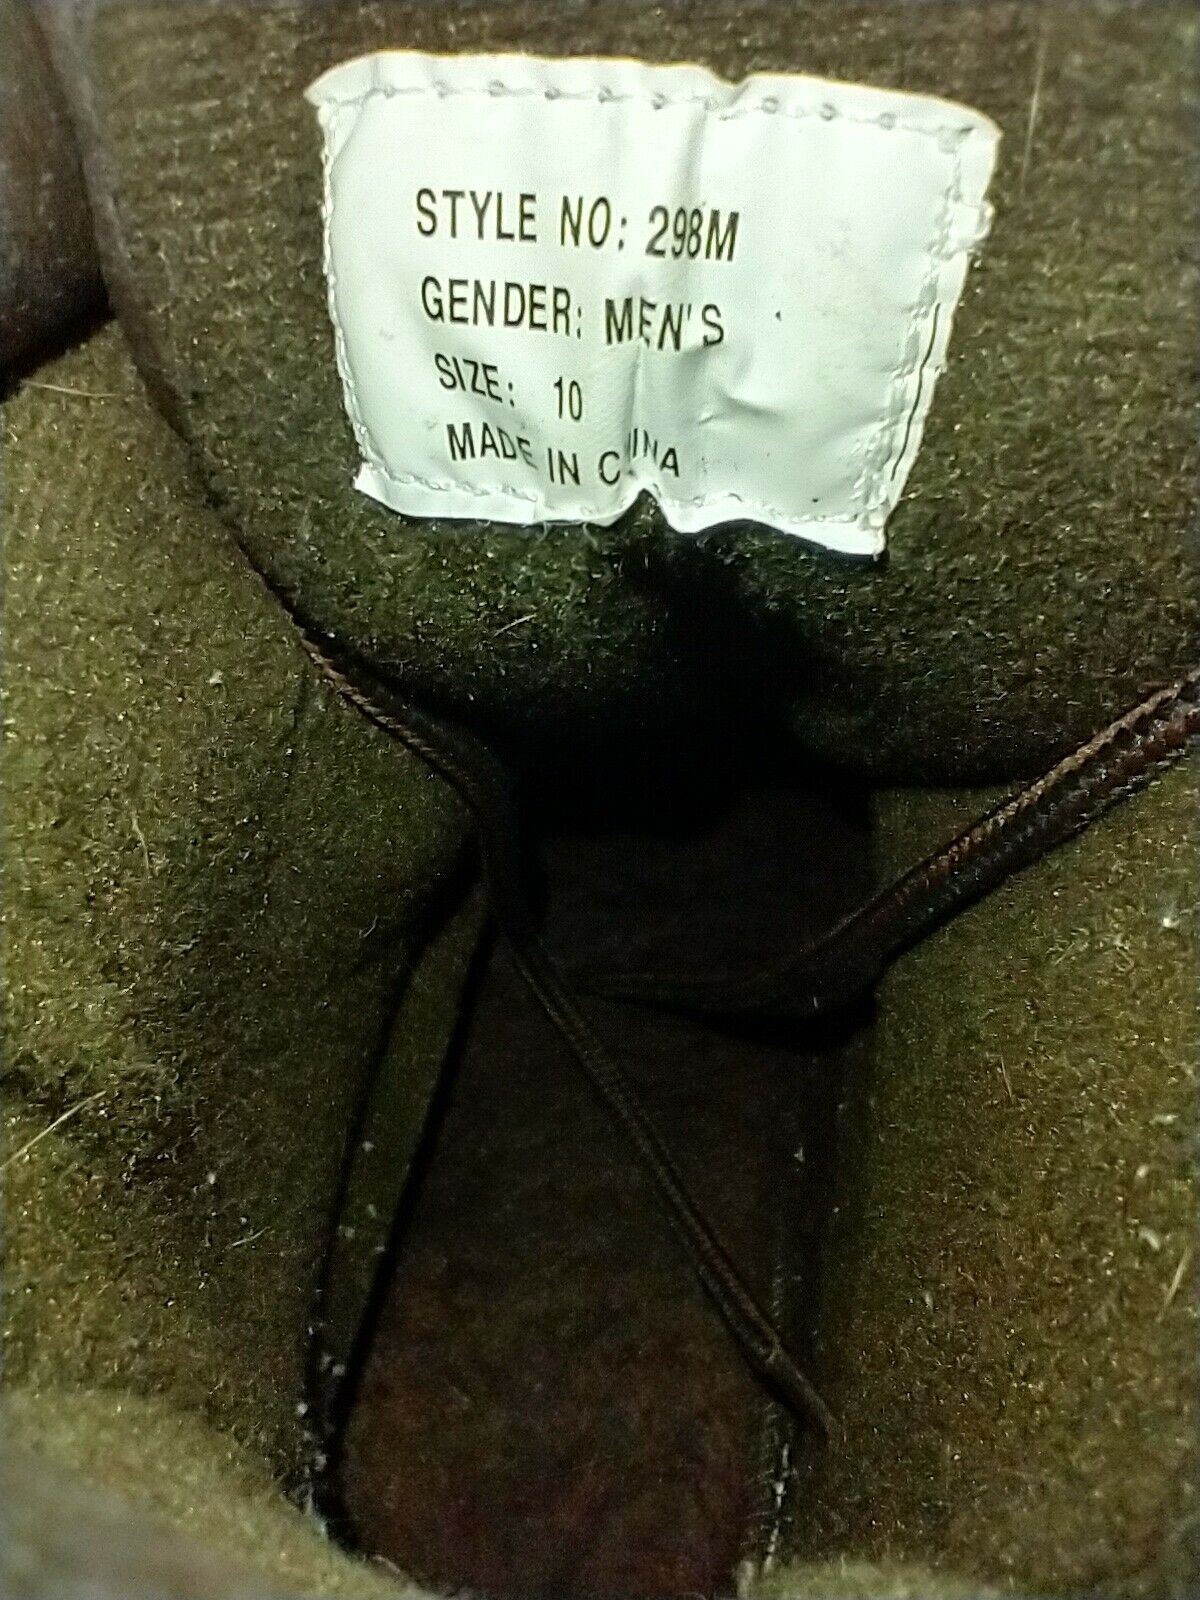 STYLE NO: 298M
GENDER: MEN'S
SIZE: 10
MADE IN CHINA